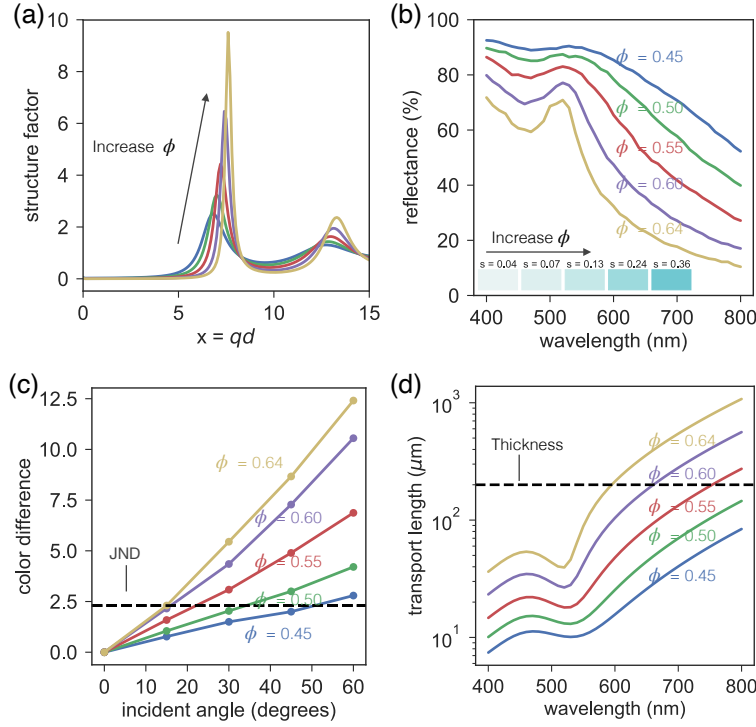 (a)
10
8
6
4
2
0
structure factor
Increase ϕ
0 5 10 15
x = qd
(b)
100
80
60
40
20
0
reflectance (%)
ϕ = 0.45
ϕ = 0.50
ϕ = 0.55
ϕ = 0.60
ϕ = 0.64
Increase ϕ
s = 0.04 s = 0.07 s = 0.13 s = 0.24 s = 0.36
400 500 600 700 800
wavelength (nm)
(c)
12.5
10.0
7.5
5.0
2.5
0.0
color difference
ϕ = 0.64
ϕ = 0.60
ϕ = 0.55
ϕ = 0.50
ϕ = 0.45
JND
0 10 20 30 40 50 60
incident angle (degrees)
(d)
10³
10²
10¹
transport length (μm)
Thickness
ϕ = 0.64
ϕ = 0.60
ϕ = 0.55
ϕ = 0.50
ϕ = 0.45
400 500 600 700 800
wavelength (nm)